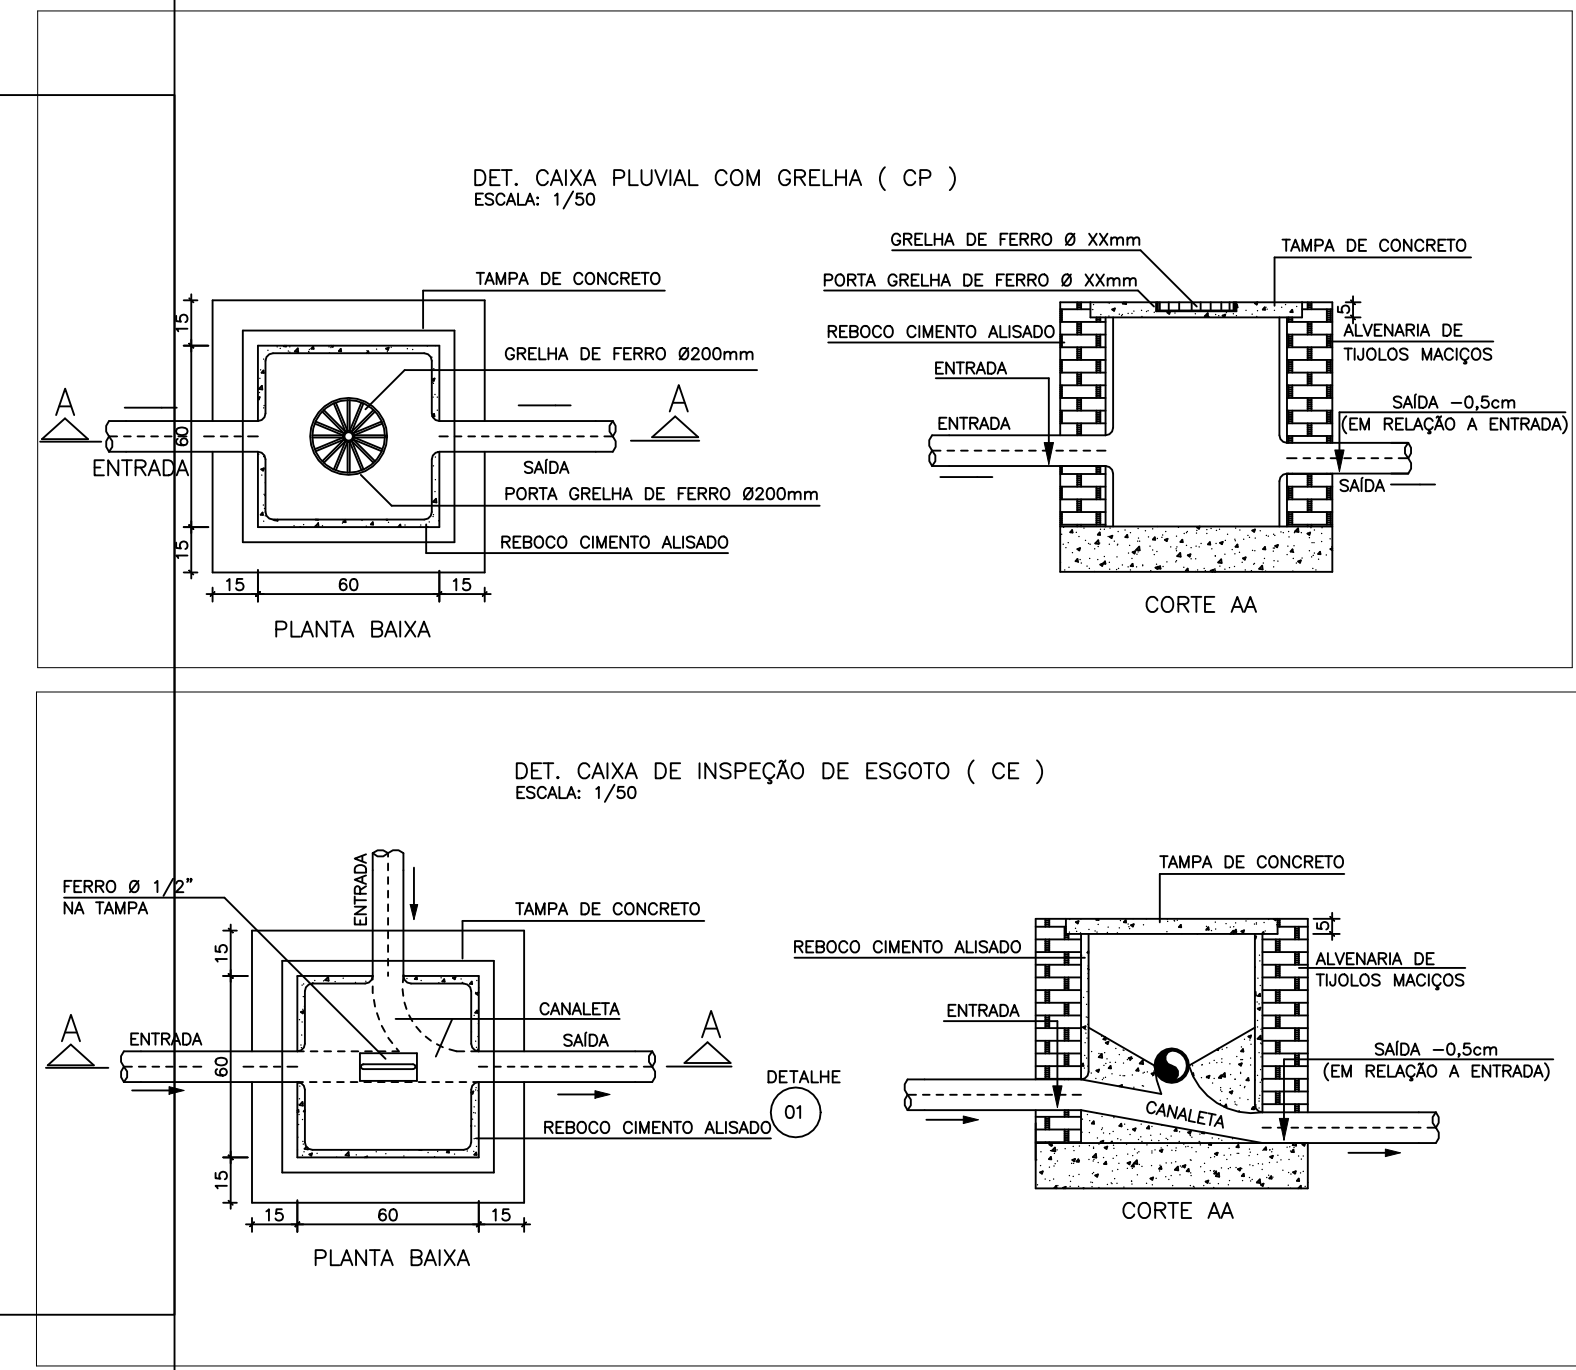 DET. CAIXA PLUVIAL COM GRELHA ( CP )
ESCALA: 1/50
TAMPA DE CONCRETO
GRELHA DE FERRO Ø200mm
A
A
15
60
15
ENTRADA
SAÍDA
PORTA GRELHA DE FERRO Ø200mm
REBOCO CIMENTO ALISADO
15
60
15
PLANTA BAIXA
GRELHA DE FERRO Ø XXmm
TAMPA DE CONCRETO
PORTA GRELHA DE FERRO Ø XXmm
5
REBOCO CIMENTO ALISADO
ALVENARIA DE
TIJOLOS MACIÇOS
ENTRADA
SAÍDA -0,5cm
(EM RELAÇÃO A ENTRADA)
ENTRADA
SAÍDA
CORTE AA
DET. CAIXA DE INSPEÇÃO DE ESGOTO ( CE )
ESCALA: 1/50
ENTRADA
FERRO Ø 1/2"
NA TAMPA
TAMPA DE CONCRETO
15
60
15
CANALETA
A
A
ENTRADA
SAÍDA
DETALHE
01
REBOCO CIMENTO ALISADO
15
60
15
PLANTA BAIXA
TAMPA DE CONCRETO
5
REBOCO CIMENTO ALISADO
ALVENARIA DE
TIJOLOS MACIÇOS
ENTRADA
SAÍDA -0,5cm
(EM RELAÇÃO A ENTRADA)
CANALETA
CORTE AA